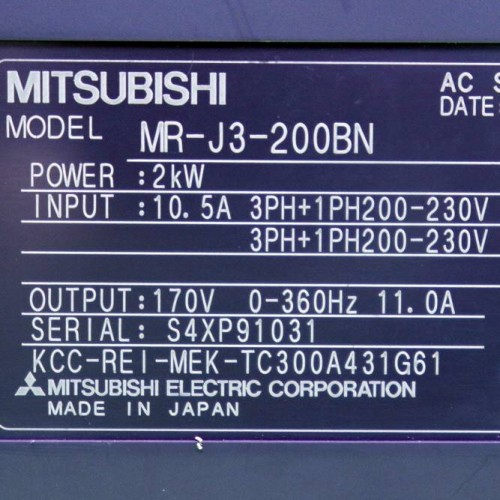 MITSUBISHI
AC S
DATE:
MODEL MR-J3-200BN
POWER :2kW
INPUT :10.5A 3PH+1PH200-230V
3PH+1PH200-230V
OUTPUT:170V 0-360Hz 11.0A
SERIAL: S4XP91031
KCC-REI-MEK-TC300A431G61
MITSUBISHI ELECTRIC CORPORATION
MADE IN JAPAN